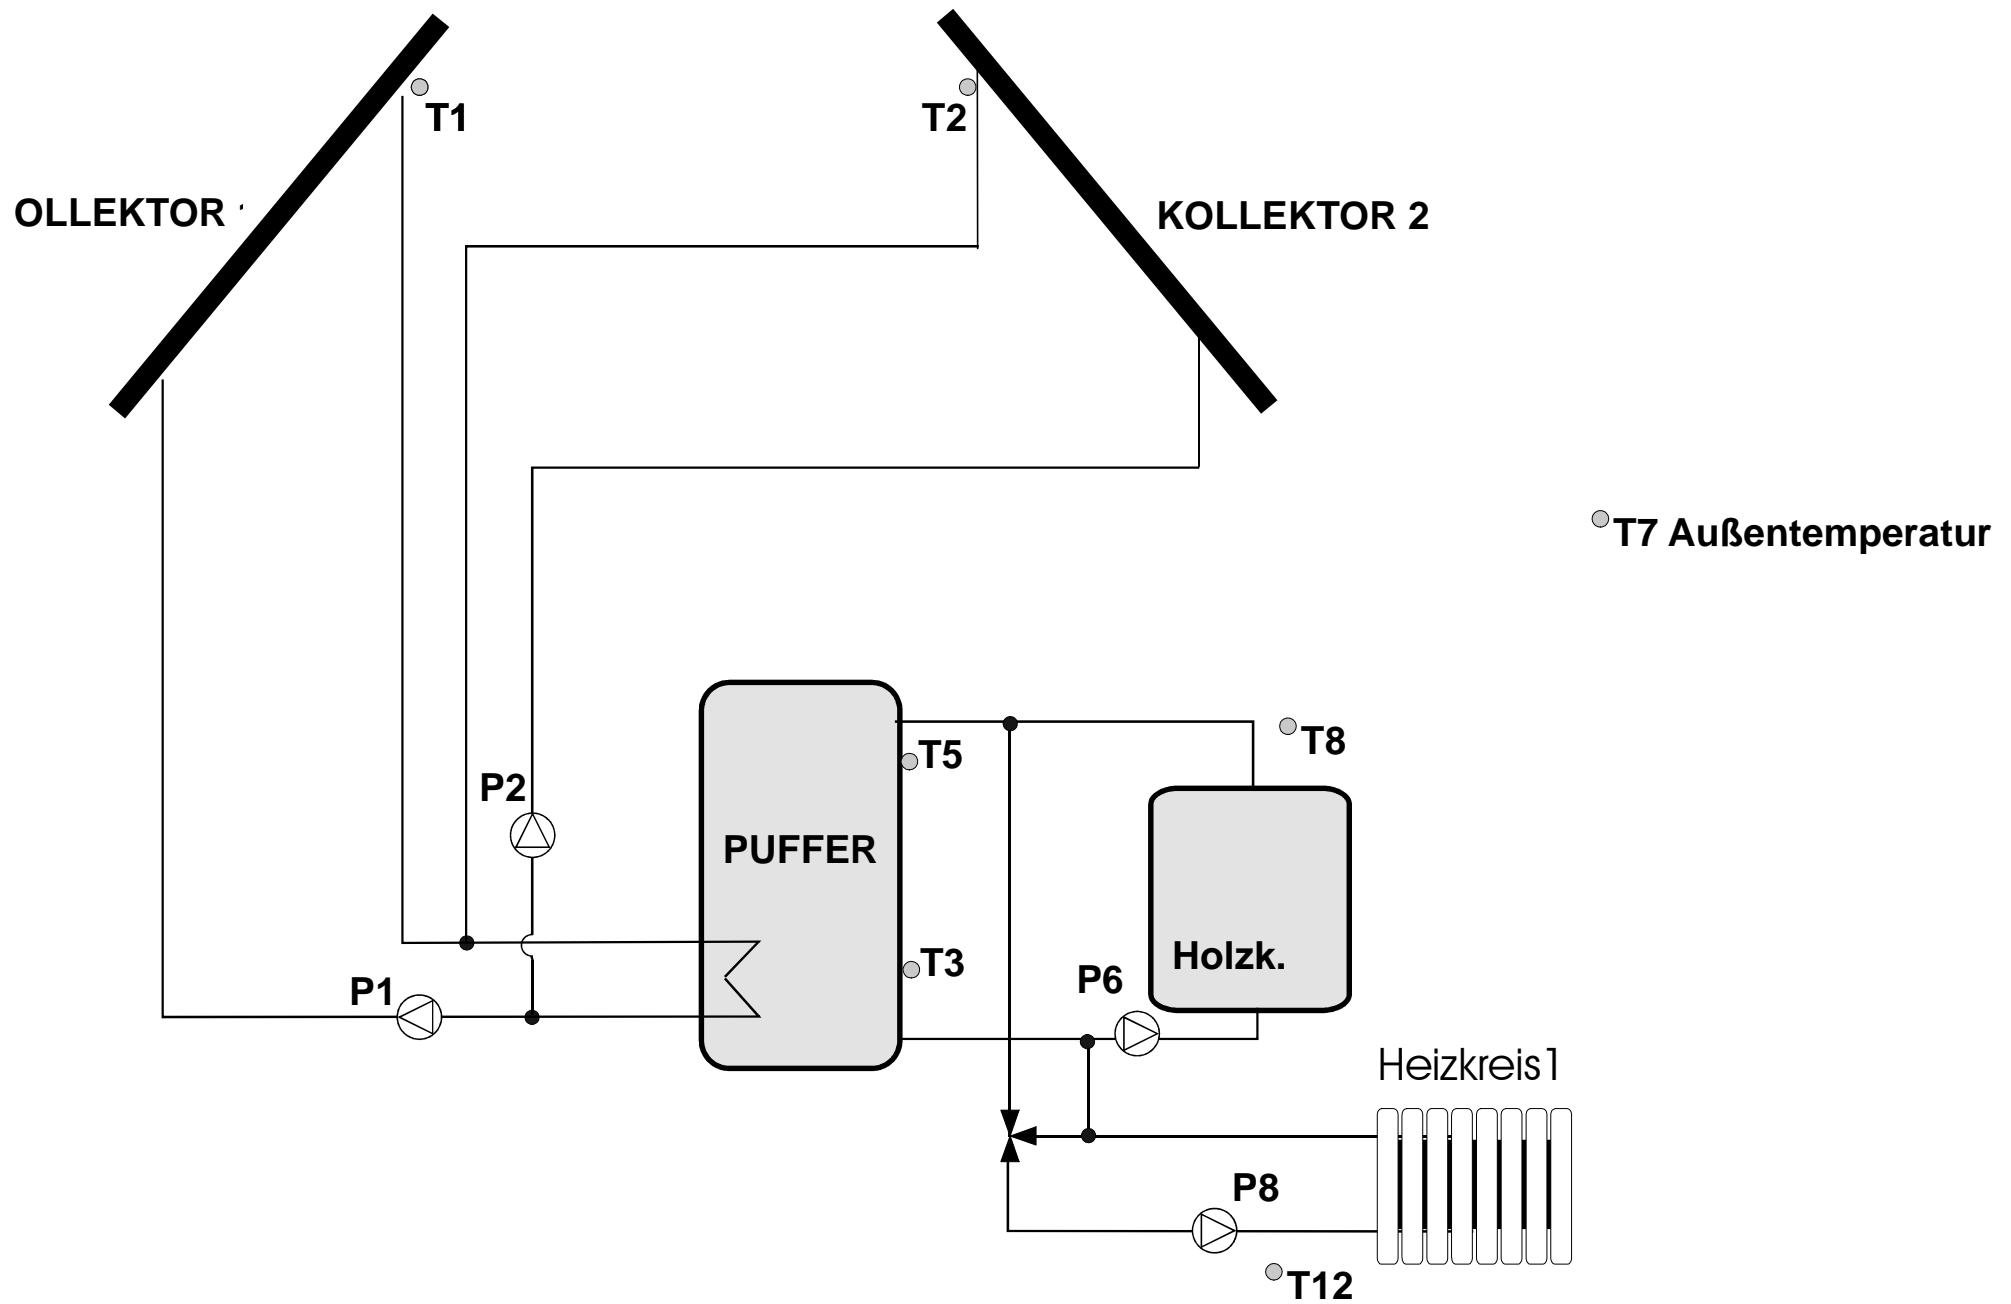 T1
T2
OLLEKTOR
KOLLEKTOR 2
T7 Außentemperatur
T5
T8
P2
PUFFER
T3
Holzk.
P1
P6
Heizkreis1
P8
T12